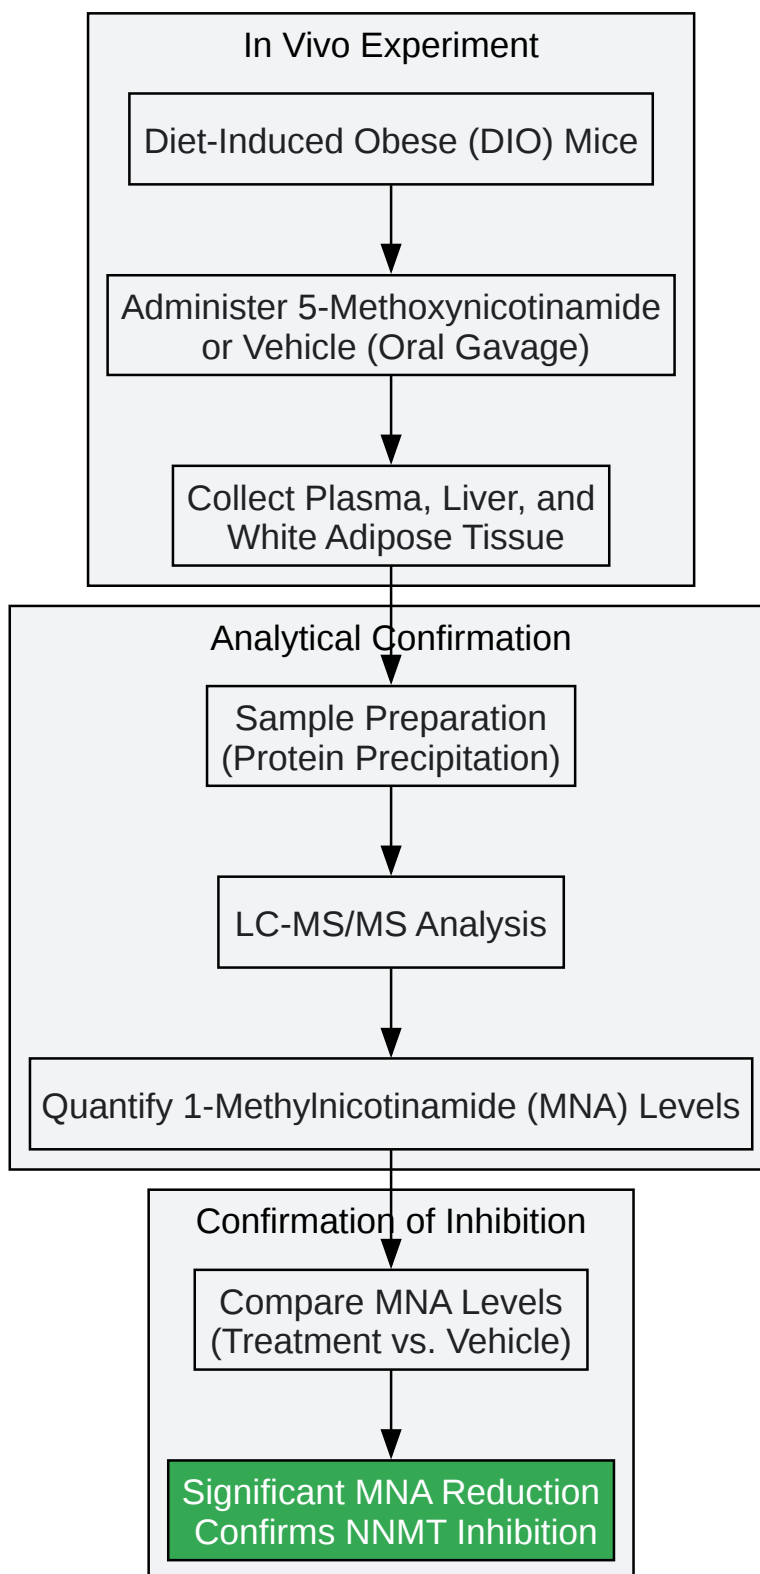 In Vivo Experiment
Diet-Induced Obese (DIO) Mice
Administer 5-Methoxynicotinamide
or Vehicle (Oral Gavage)
Collect Plasma, Liver, and
White Adipose Tissue
Analytical Confirmation
Sample Preparation
(Protein Precipitation)
LC-MS/MS Analysis
Quantify 1-Methylnicotinamide (MNA) Levels
Confirmation of Inhibition
Compare MNA Levels
(Treatment vs. Vehicle)
Significant MNA Reduction
Confirms NNMT Inhibition